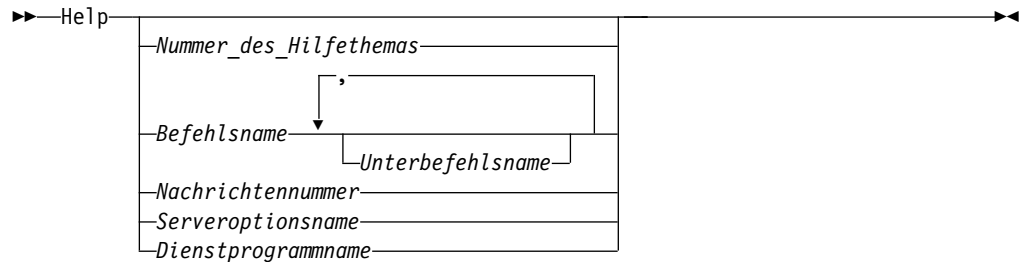 Help
Nummer_des_Hilfethemas
,
Befehlsname
Unterbefehlsname
Nachrichtennummer
Serveroptionsname
Dienstprogrammname